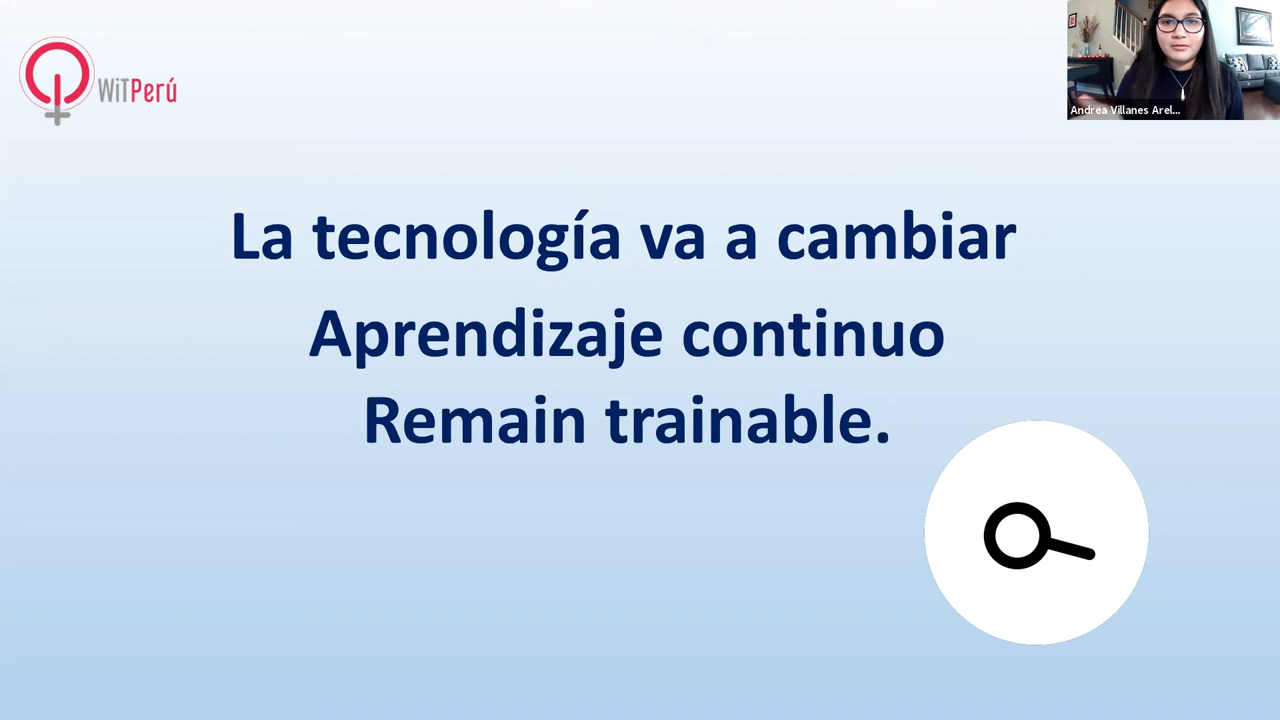 WiTPerú
Andrea Villanes Arel...
La tecnología va a cambiar
Aprendizaje continuo
Remain trainable.